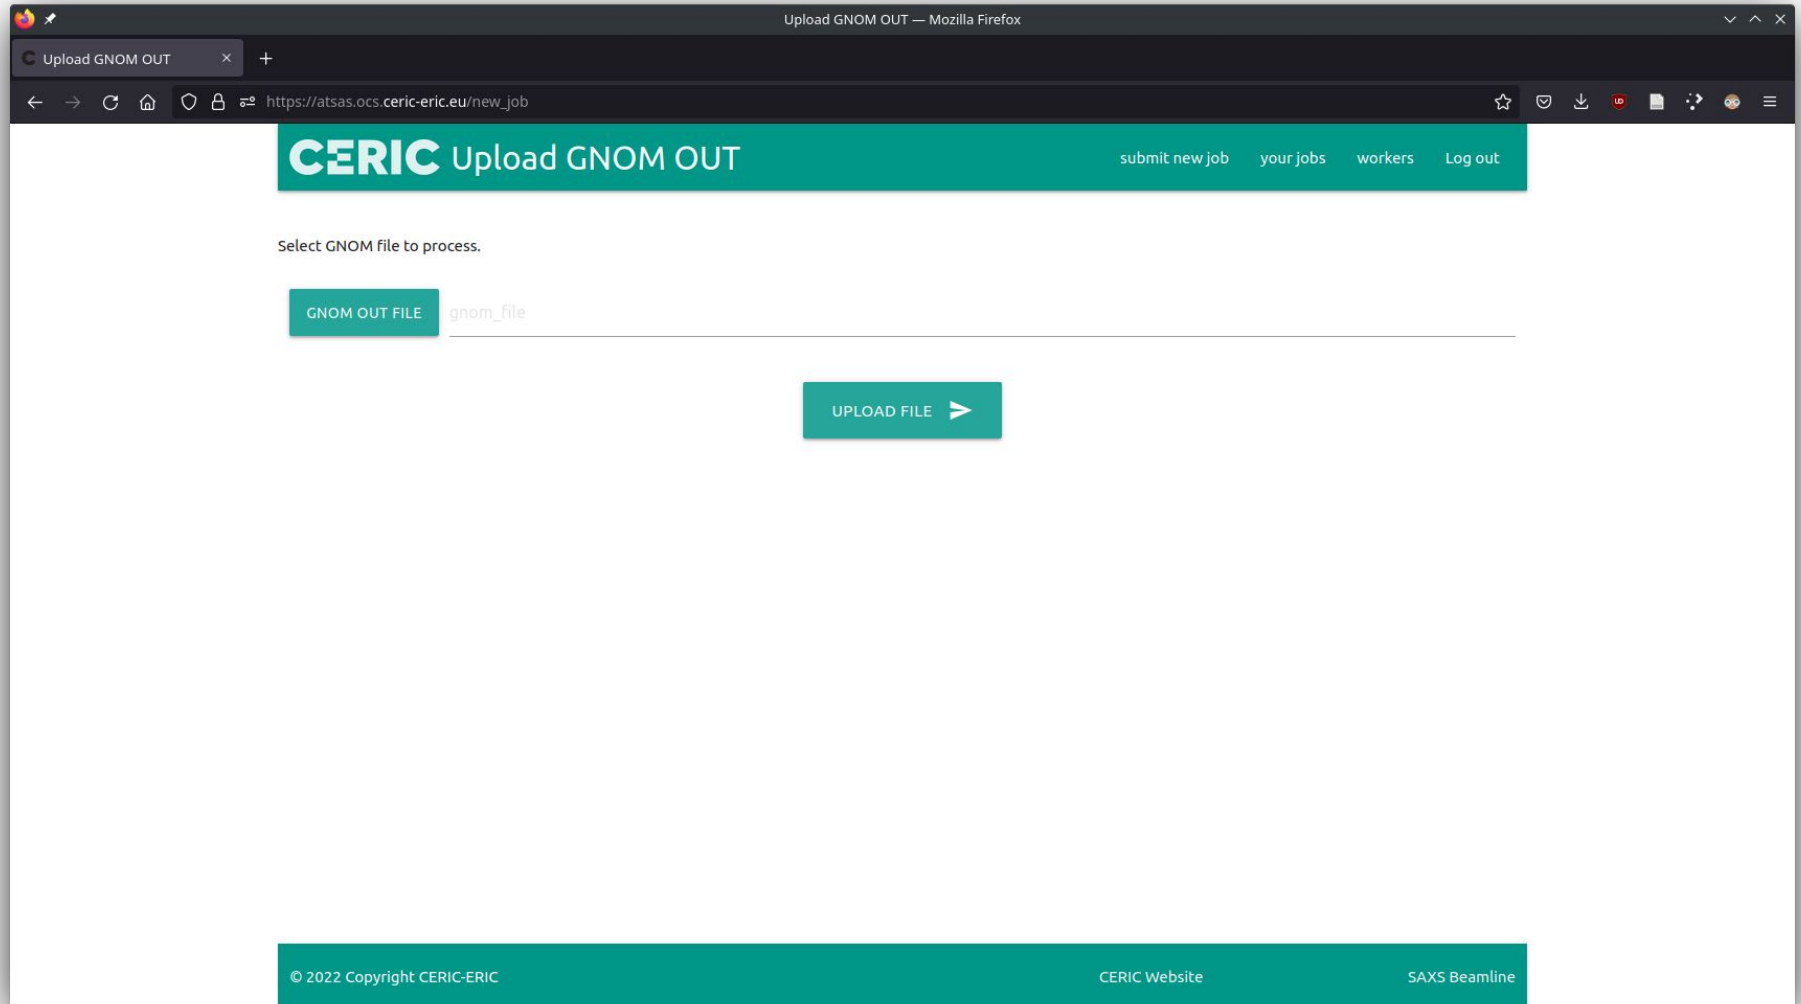 Upload GNOM OUT — Mozilla Firefox
Upload GNOM OUT
https://atsas.ocs.ceric-eric.eu/new_job
CERIC Upload GNOM OUT submit new job your jobs workers Log out
Select GNOM file to process.
GNOM OUT FILE gnom_file
UPLOAD FILE
© 2022 Copyright CERIC-ERIC CERIC Website SAXS Beamline